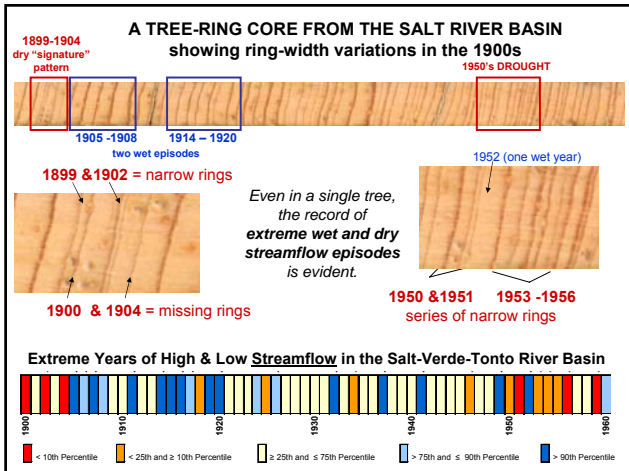 A TREE-RING CORE FROM THE SALT RIVER BASIN
showing ring-width variations in the 1900s
1899-1904
dry “signature”
pattern
1950's DROUGHT
1905 -1908
1914 – 1920
two wet episodes
1899 &1902 = narrow rings
1900 & 1904 = missing rings
Even in a single tree,
the record of
extreme wet and dry
streamflow episodes
is evident.
1952 (one wet year)
1950 &1951
1953 -1956
series of narrow rings
Extreme Years of High & Low Streamflow in the Salt-Verde-Tonto River Basin
1900
1910
1920
1930
1940
1950
1960
< 10th Percentile
< 25th and ≥ 10th Percentile
≥ 25th and ≤ 75th Percentile
> 75th and ≤ 90th Percentile
> 90th Percentile